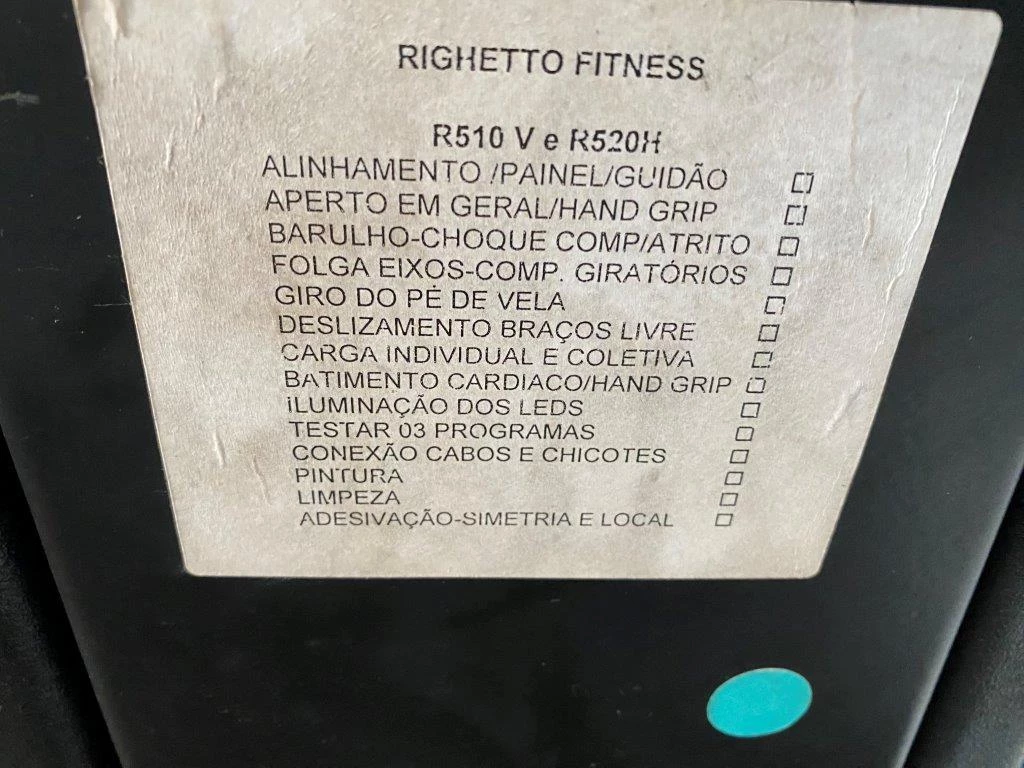 RIGHETTO FITNESS
R510 V e R520H
ALINHAMENTO /PAINEL/GUIDÃO
APERTO EM GERAL/HAND GRIP
BARULHO-CHOQUE COMP/ATRITO
FOLGA EIXOS-COMP. GIRATÓRIOS
GIRO DO PÉ DE VELA
DESLIZAMENTO BRAÇOS LIVRE
CARGA INDIVIDUAL E COLETIVA
BATIMENTO CARDIACO/HAND GRIP
ILUMINAÇÃO DOS LEDS
TESTAR 03 PROGRAMAS
CONEXÃO CABOS E CHICOTES
PINTURA
LIMPEZA
ADESIVAÇÃO-SIMETRIA E LOCAL